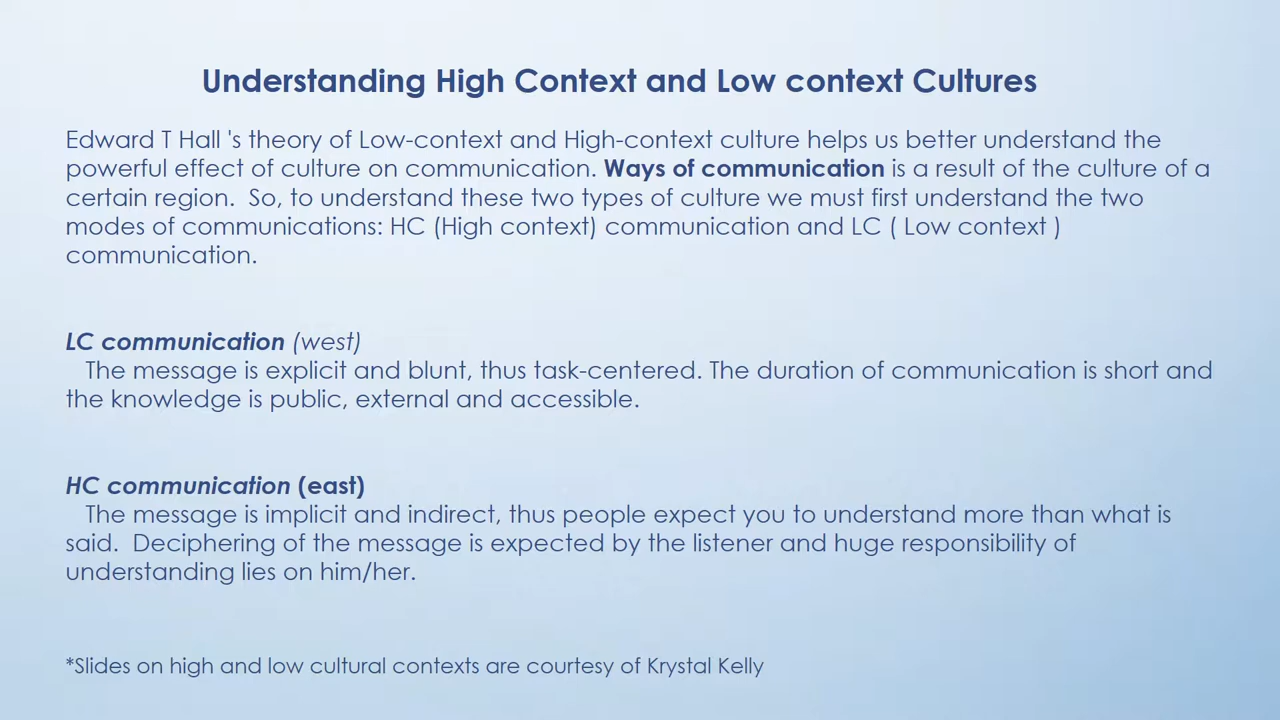 Understanding High Context and Low context Cultures
Edward T Hall 's theory of Low-context and High-context culture helps us better understand the
powerful effect of culture on communication. Ways of communication is a result of the culture of a
certain region.  So, to understand these two types of culture we must first understand the two
modes of communications: HC (High context) communication and LC ( Low context )
communication.
LC communication (west)
The message is explicit and blunt, thus task-centered. The duration of communication is short and
the knowledge is public, external and accessible.
HC communication (east)
The message is implicit and indirect, thus people expect you to understand more than what is
said.  Deciphering of the message is expected by the listener and huge responsibility of
understanding lies on him/her.
*Slides on high and low cultural contexts are courtesy of Krystal Kelly